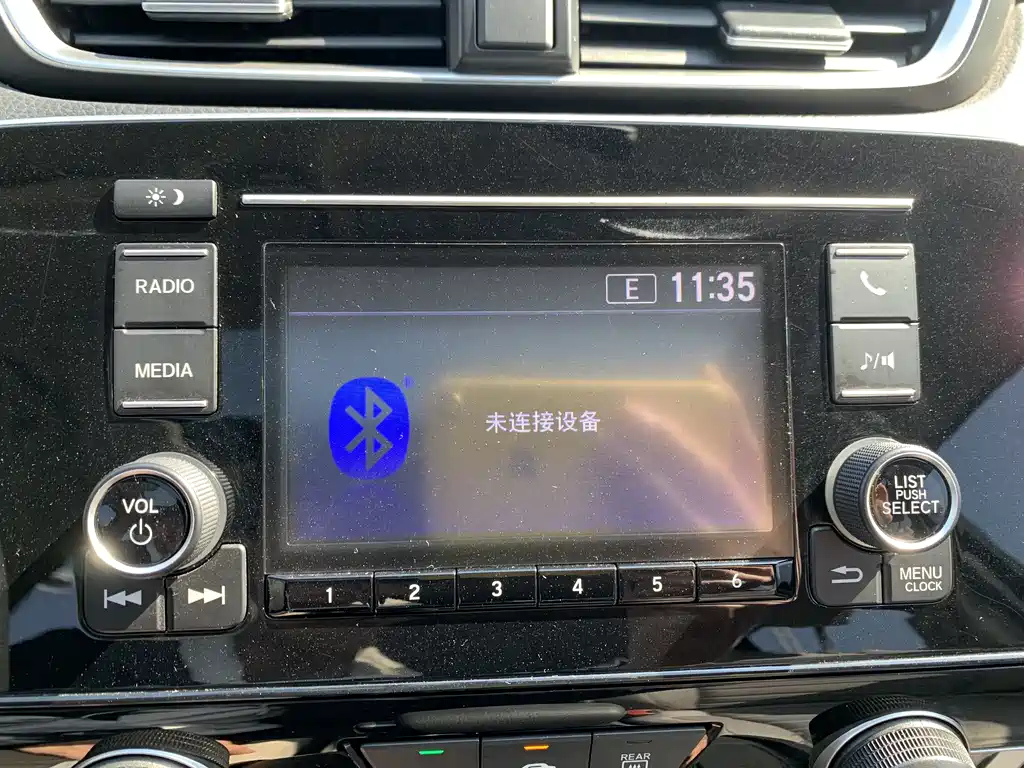 RADIO
MEDIA
E 11:35
未连接设备
VOL
LIST
PUSH
SELECT
MENU
CLOCK
1 2 3 4 5 6
REAR